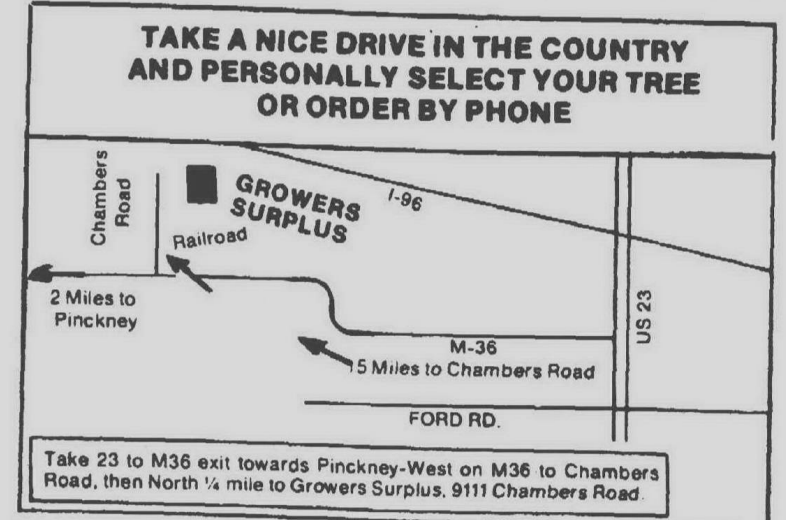 TAKE A NICE DRIVE IN THE COUNTRY
AND PERSONALLY SELECT YOUR TREE
OR ORDER BY PHONE
Chambers
Road
GROWERS
SURPLUS
I-96
Railroad
2 Miles to
Pinckney
US 23
M-36
5 Miles to Chambers Road
FORD RD.
Take 23 to M36 exit towards Pinckney-West on M36 to Chambers
Road, then North ¼ mile to Growers Surplus, 9111 Chambers Road.